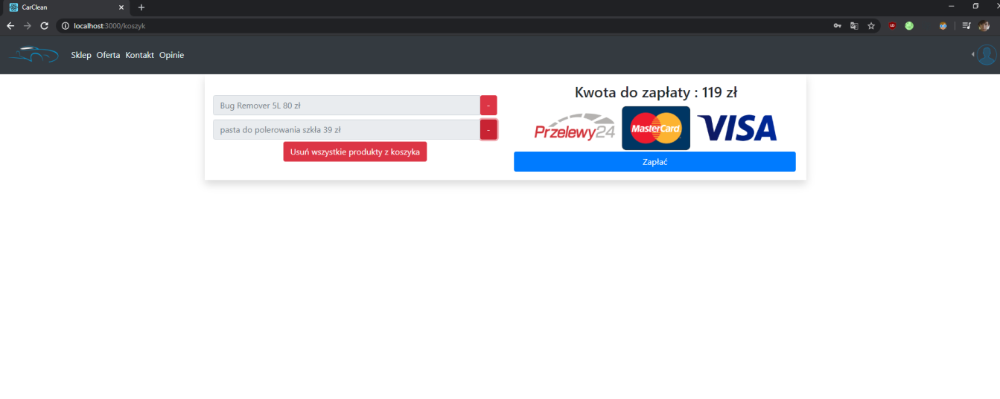 CarClean
localhost:3000/koszyk
Sklep Oferta Kontakt Opinie
Bug Remover 5L 80 zł -
pasta do polerowania szkła 39 zł -
Usuń wszystkie produkty z koszyka
Kwota do zapłaty : 119 zł
Przelewy24 MasterCard VISA
Zapłać